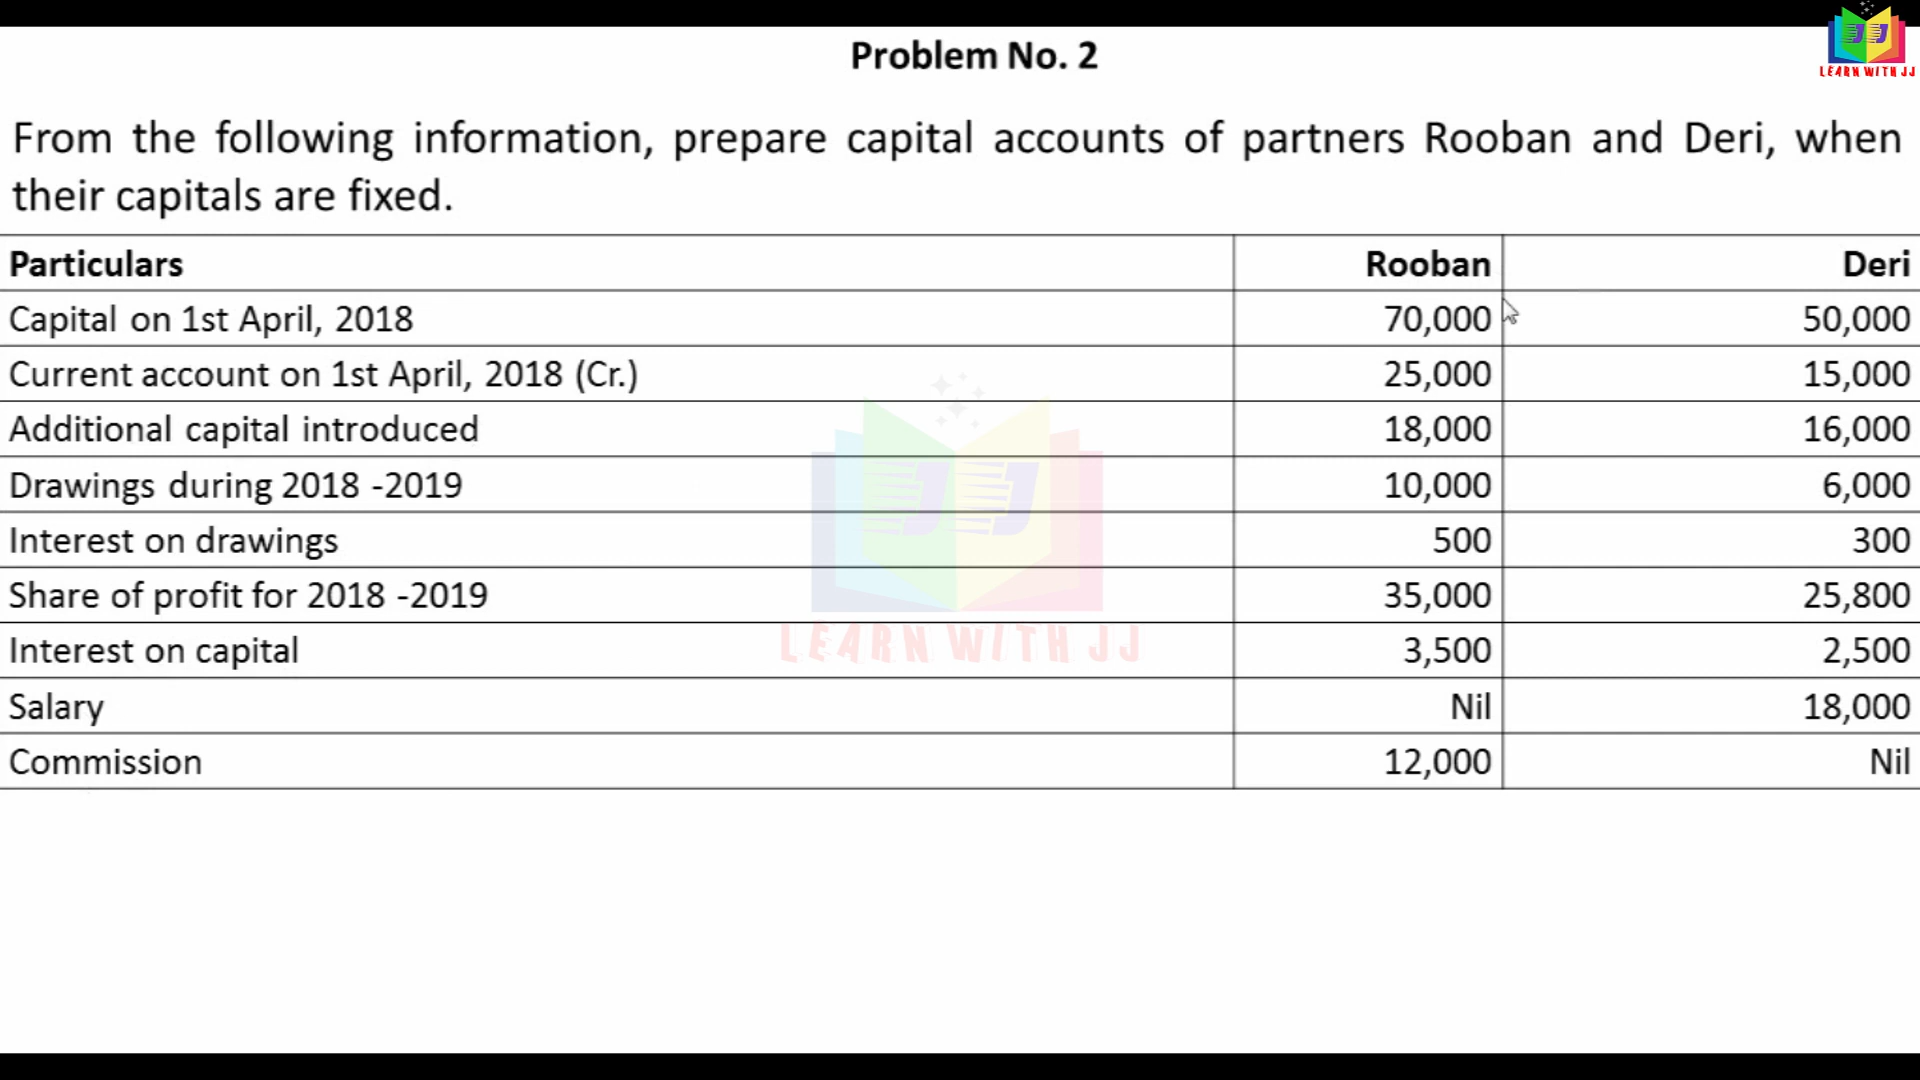 LEARN WITH JJ
Problem No. 2
From the following information, prepare capital accounts of partners Rooban and Deri, when
their capitals are fixed.
Particulars Rooban Deri
Capital on 1st April, 2018 70,000 50,000
Current account on 1st April, 2018 (Cr.) 25,000 15,000
Additional capital introduced 18,000 16,000
Drawings during 2018 -2019 10,000 6,000
Interest on drawings 500 300
Share of profit for 2018 -2019 35,000 25,800
Interest on capital 3,500 2,500
Salary Nil 18,000
Commission 12,000 Nil
JJ
LEARN WITH JJ